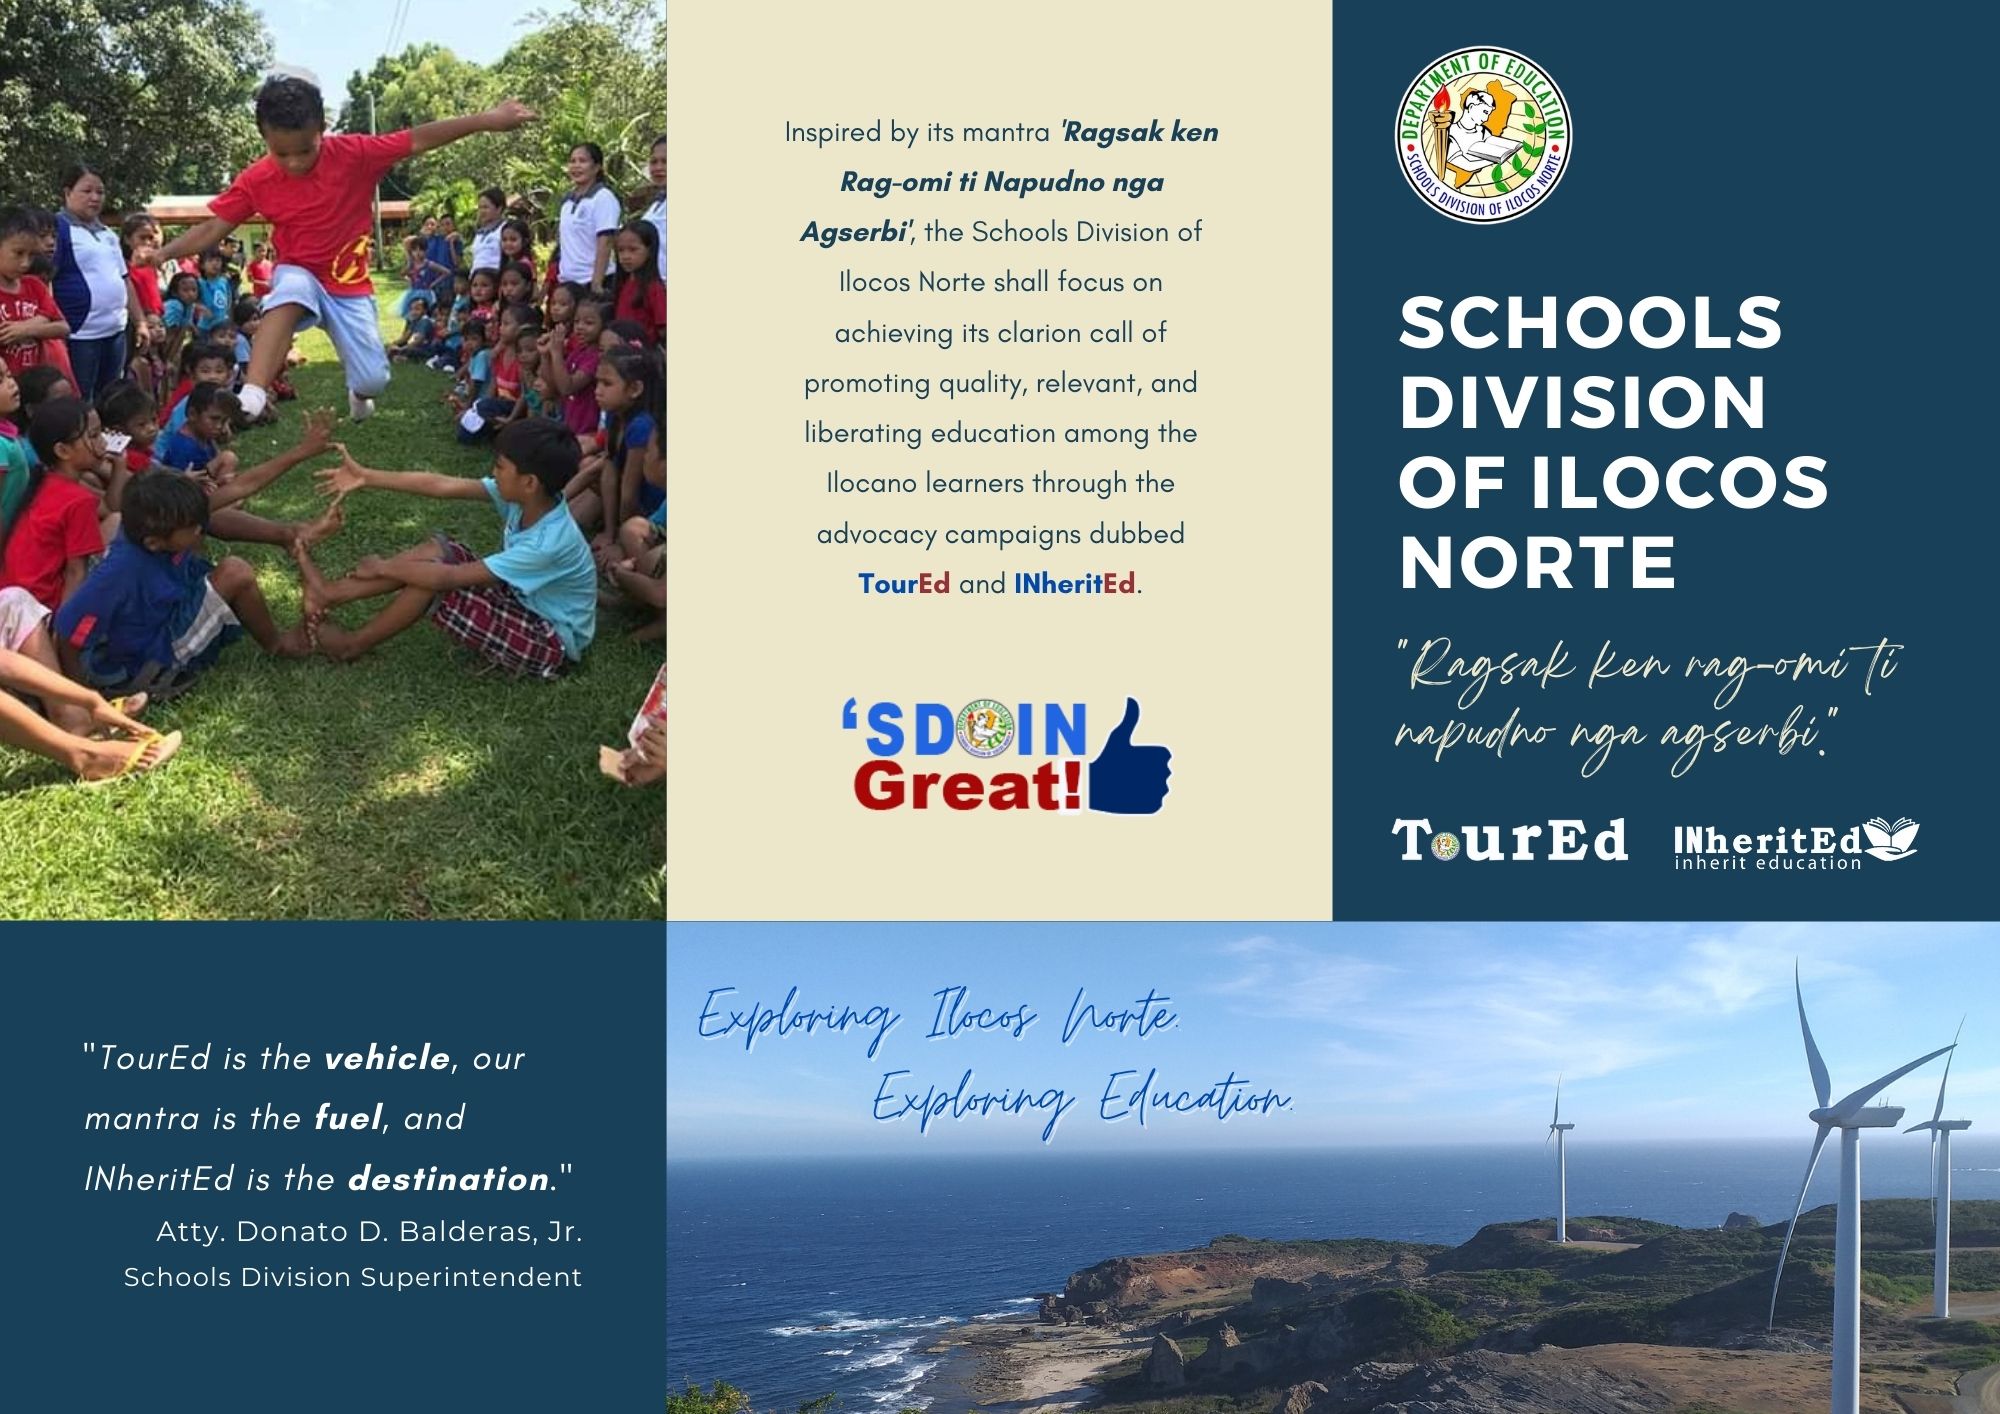 Inspired by its mantra 'Ragsak ken
Rag-omi ti Napudno nga
Agserbi', the Schools Division of
Ilocos Norte shall focus on
achieving its clarion call of
promoting quality, relevant, and
liberating education among the
Ilocano learners through the
advocacy campaigns dubbed
TourEd and INheritEd.
'SDOIN
Great!
DEPARTMENT OF EDUCATION
SCHOOLS DIVISION OF ILOCOS NORTE
SCHOOLS
DIVISION
OF ILOCOS
NORTE
"Ragsak ken rag-omi ti
napudno nga agserbi."
TourEd
INheritEd
inherit education
"TourEd is the vehicle, our
mantra is the fuel, and
INheritEd is the destination."
Atty. Donato D. Balderas, Jr.
Schools Division Superintendent
Exploring Ilocos Norte.
Exploring Education.